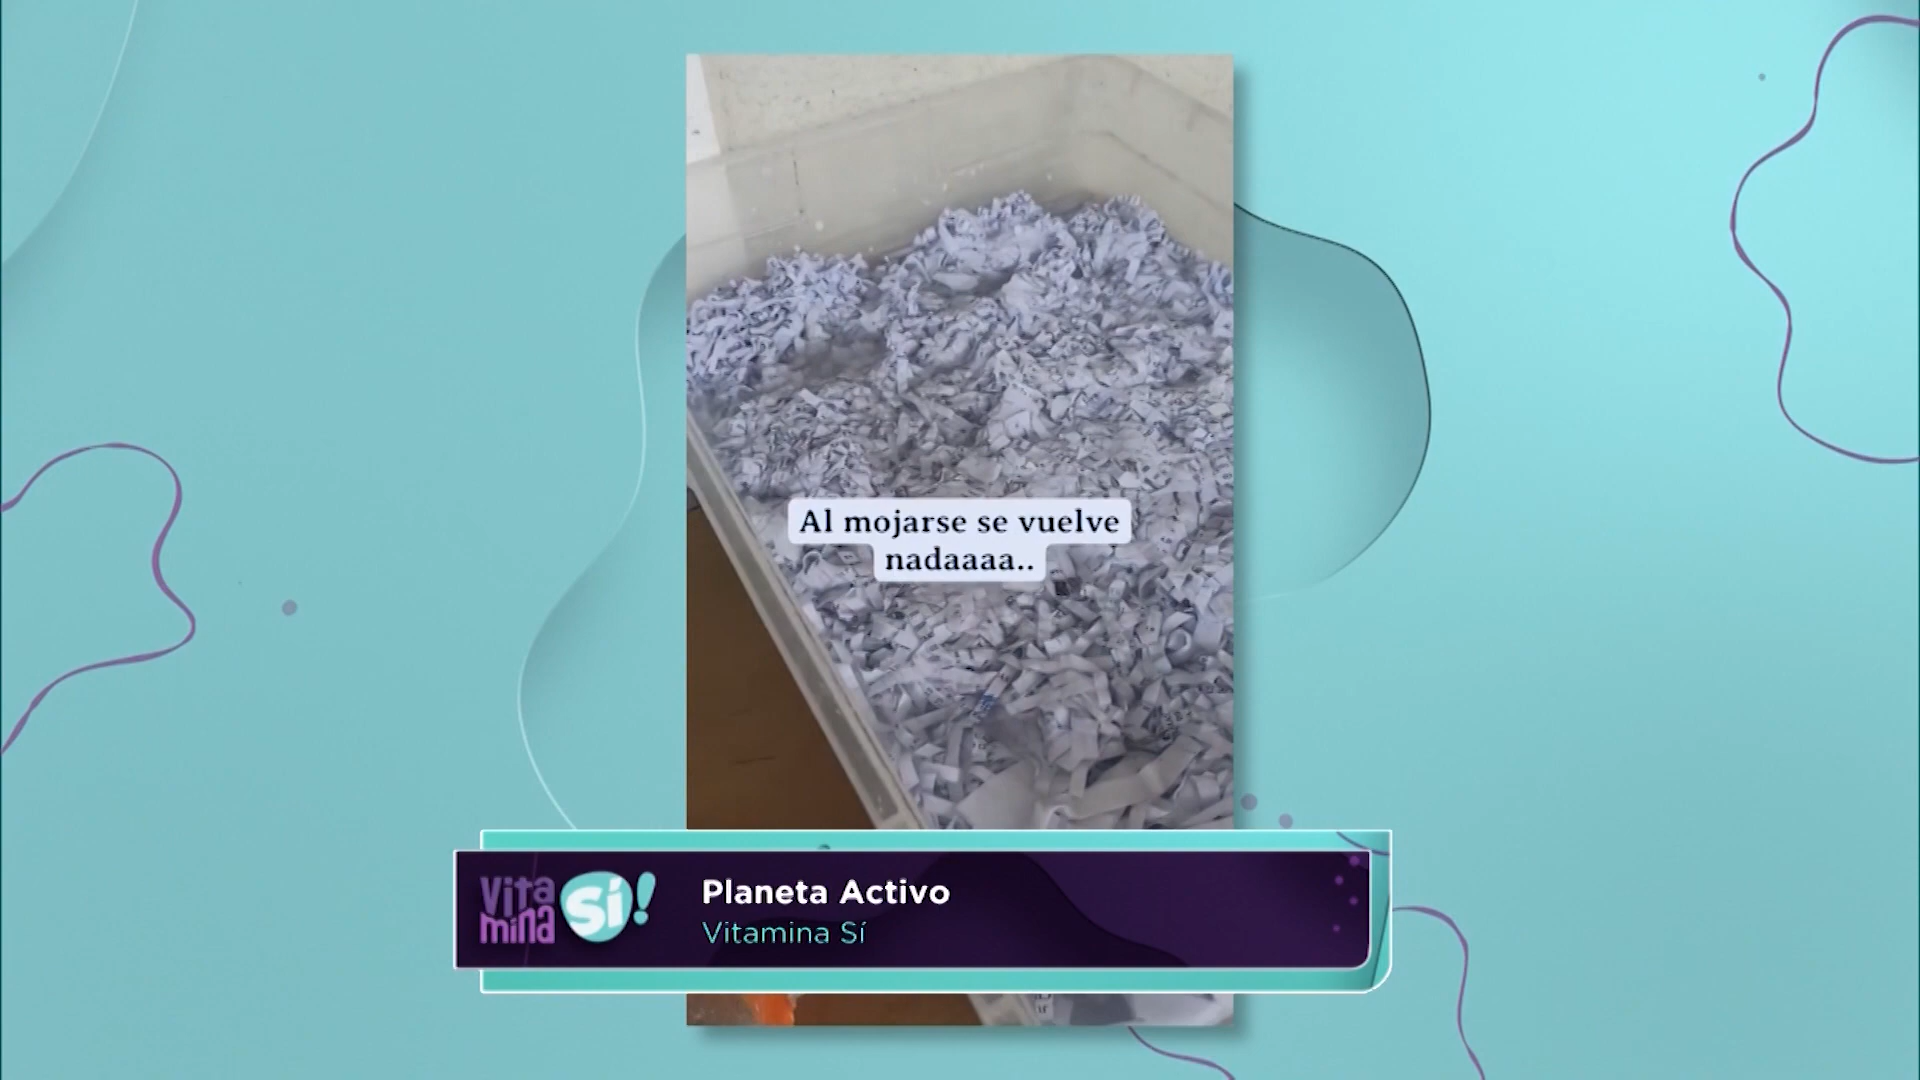 Al mojarse se vuelve
nadaaaa..
Vita
mina
Sí!
Planeta Activo
Vitamina Sí